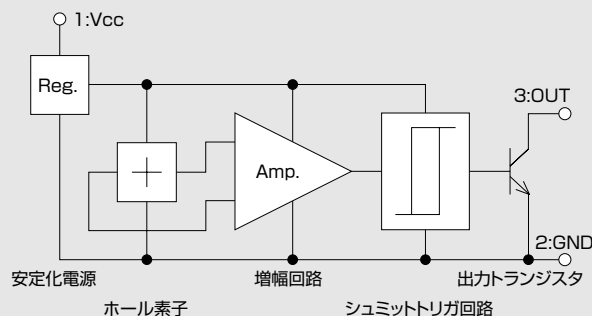 1:Vcc
Reg.
3:OUT
Amp.
2:GND
安定化電源
増幅回路
出力トランジスタ
ホール素子
シュミットトリガ回路